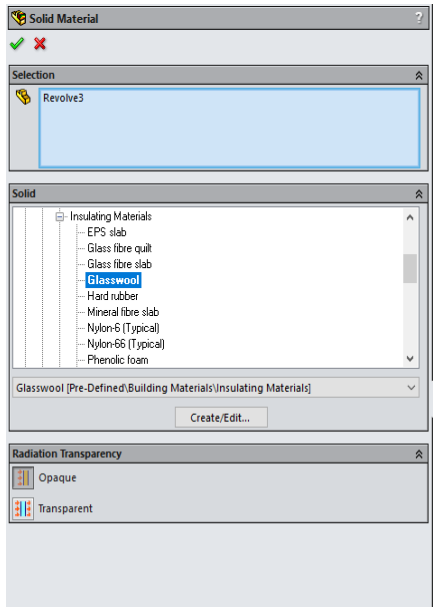 Solid Material
?
Selection
Revolve3
Solid
Insulating Materials
EPS slab
Glass fibre quilt
Glass fibre slab
Glasswool
Hard rubber
Mineral fibre slab
Nylon-6 (Typical)
Nylon-66 (Typical)
Phenolic foam
Glasswool [Pre-Defined\Building Materials\Insulating Materials]
Create/Edit...
Radiation Transparency
Opaque
Transparent